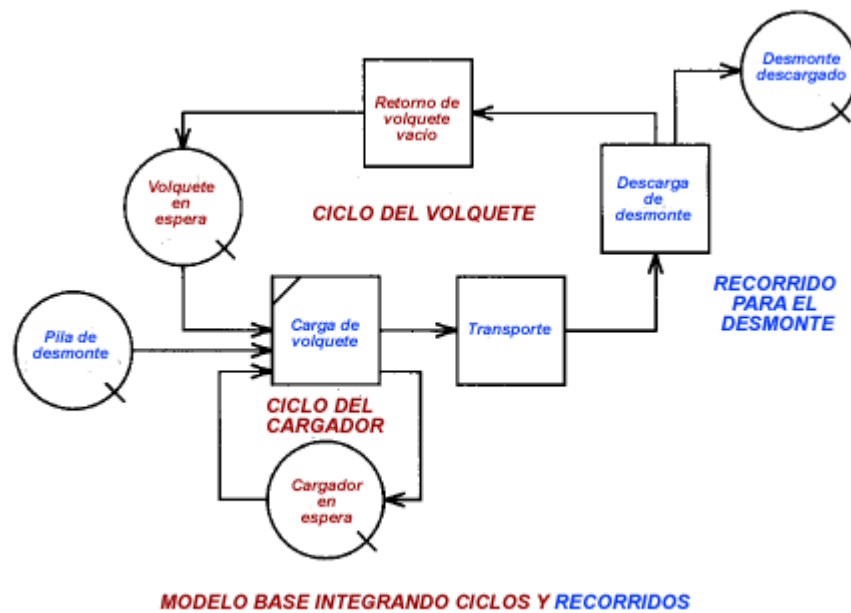 Desmonte
descargado
Retorno de
volquete
vacío
Volquete
en
espera
CICLO DEL VOLQUETE
Descarga
de
desmonte
RECORRIDO
PARA EL
DESMONTE
Pila de
desmonte
Carga de
volquete
Transporte
CICLO DEL
CARGADOR
Cargador
en
espera
MODELO BASE INTEGRANDO CICLOS Y RECORRIDOS